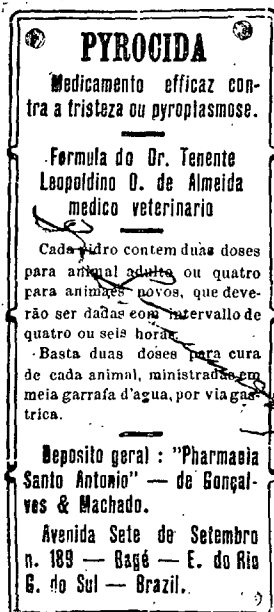 PYROCIDA
Medicamento efficaz con-
tra a tristeza ou pyroplasmose.
Formula do Dr. Tenente
Leopoldino O. de Almeida
medico veterinario
Cada vidro contem duas doses
para animal adulto ou quatro
para animaes novos, que deve-
rão ser dadas com intervallo de
quatro ou seis horas.
Basta duas doses para cura
de cada animal, ministradas em
meia garrafa d'agua, por via gas-
trica.
Deposito geral : "Pharmacia
Santo Antonio" — de Gonçal-
ves & Machado.
Avenida Sete de Setembro
n. 189 — Bagé — E. do Rio
G. do Sul — Brazil.